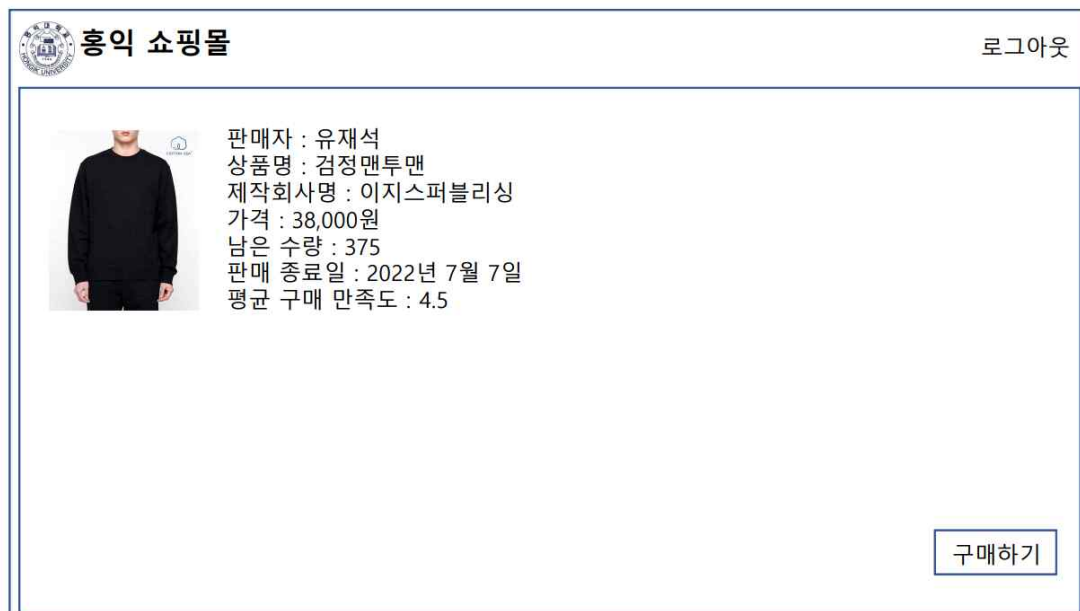 홍익 쇼핑몰
로그아웃
판매자 : 유재석
상품명 : 검정맨투맨
제작회사명 : 이지스퍼블리싱
가격 : 38,000원
남은 수량 : 375
판매 종료일 : 2022년 7월 7일
평균 구매 만족도 : 4.5
구매하기